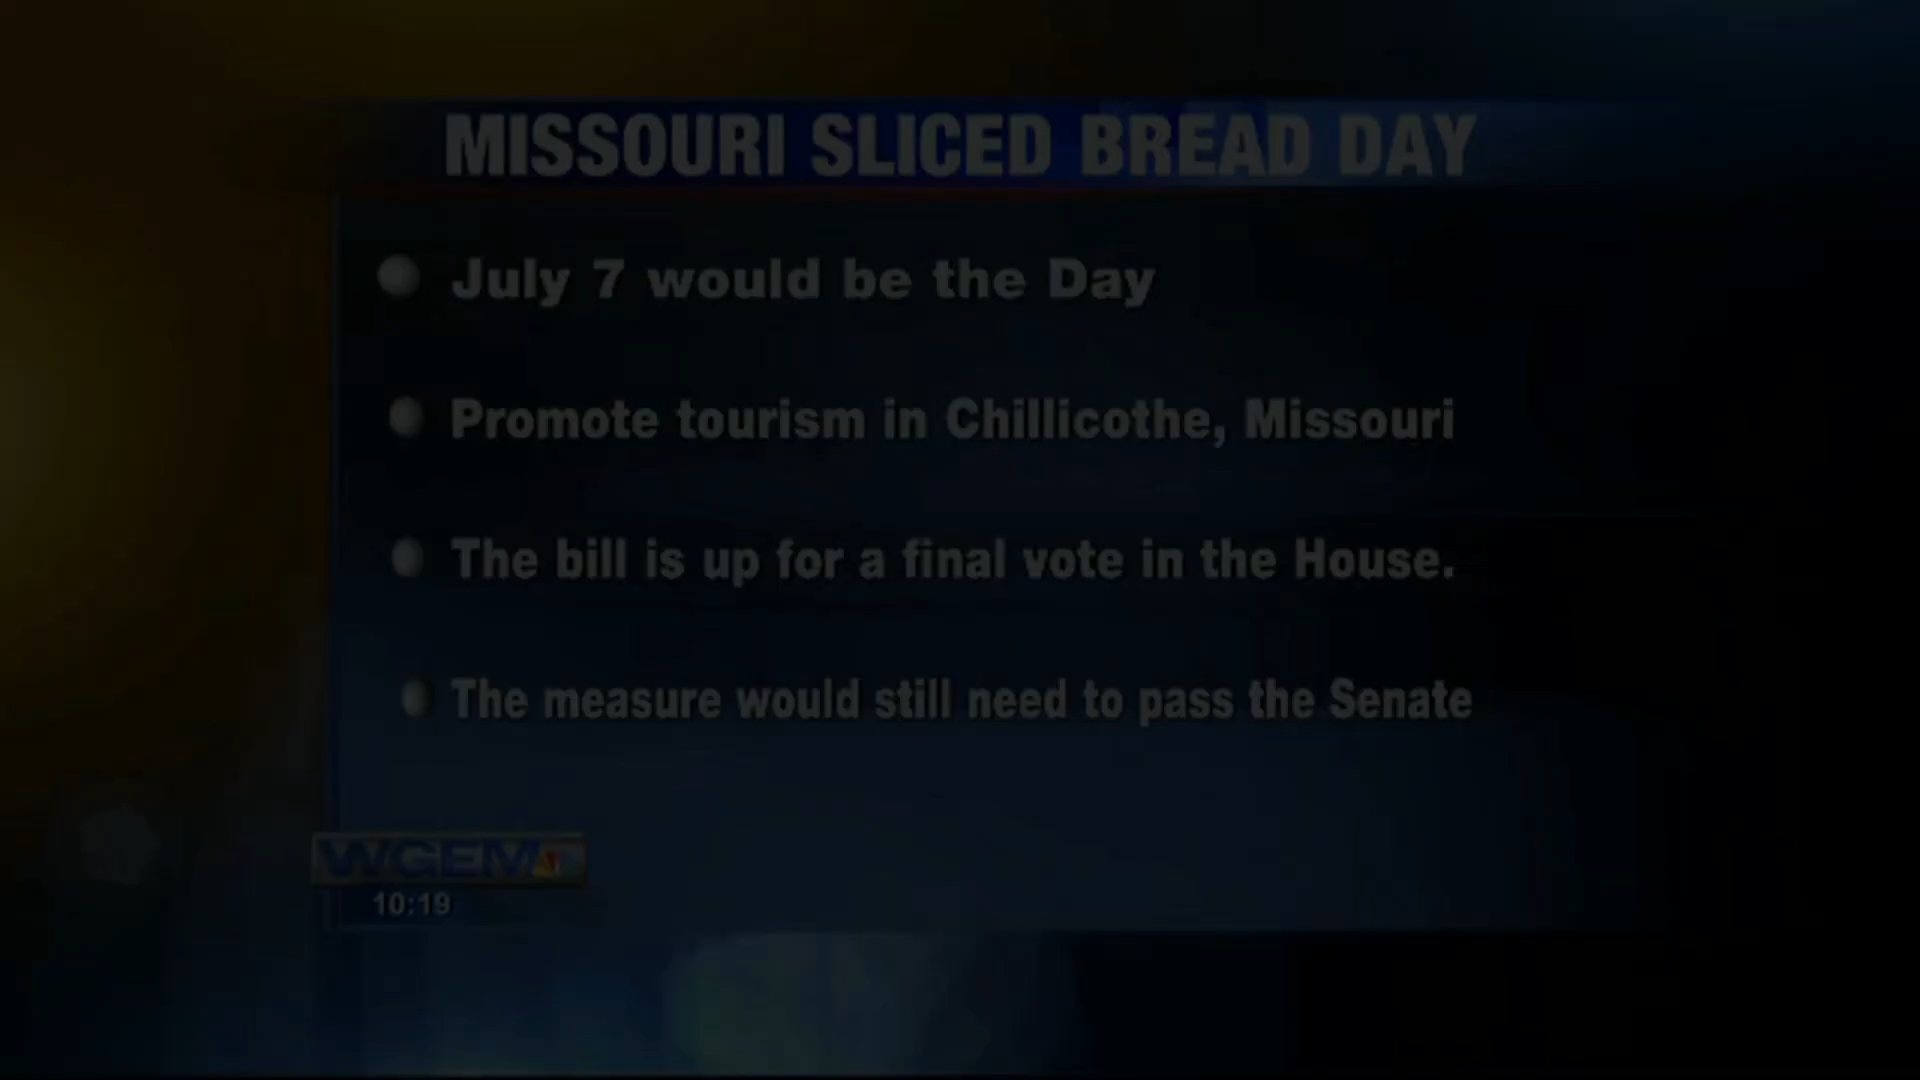 MISSOURI SLICED BREAD DAY
July 7 would be the Day
Promote tourism in Chillicothe, Missouri
The bill is up for a final vote in the House.
The measure would still need to pass the Senate
WGEM
10:19